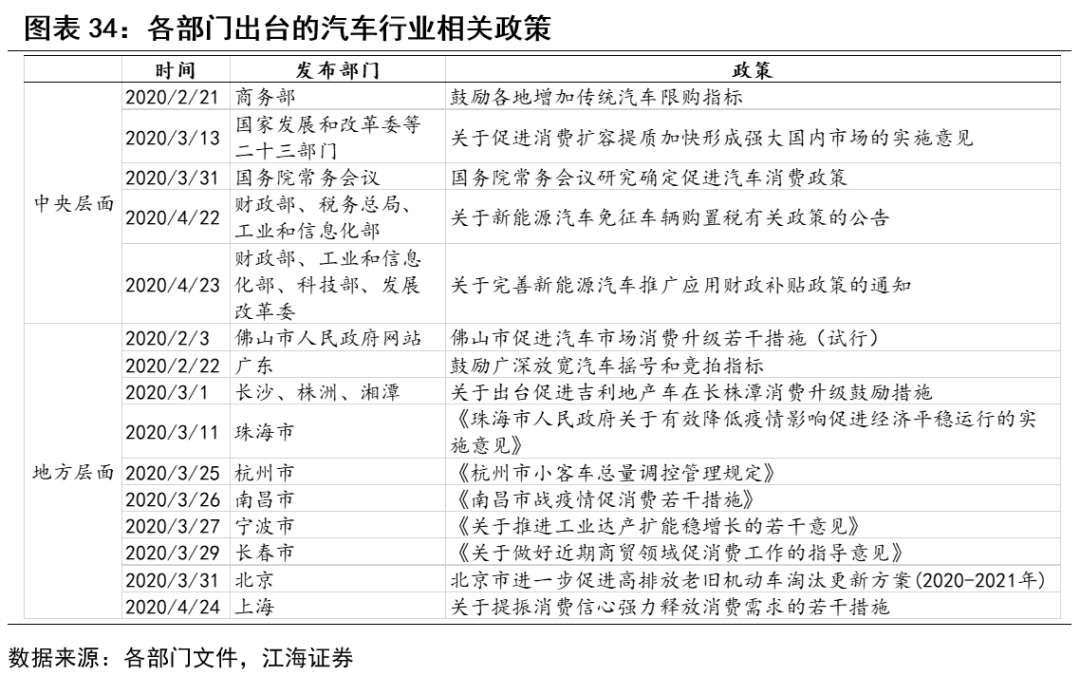 图表 34：各部门出台的汽车行业相关政策
时间 发布部门 政策
中央层面
2020/2/21 商务部 鼓励各地增加传统汽车限购指标
2020/3/13 国家发展和改革委等
二十三部门 关于促进消费扩容提质加快形成强大国内市场的实施意见
2020/3/31 国务院常务会议 国务院常务会议研究确定促进汽车消费政策
2020/4/22 财政部、税务总局、
工业和信息化部 关于新能源汽车免征车辆购置税有关政策的公告
2020/4/23 财政部、工业和信息
化部、科技部、发展
改革委 关于完善新能源汽车推广应用财政补贴政策的通知
地方层面
2020/2/3 佛山市人民政府网站 佛山市促进汽车市场消费升级若干措施（试行）
2020/2/22 广东 鼓励广深放宽汽车摇号和竞拍指标
2020/3/1 长沙、株洲、湘潭 关于出台促进吉利地产车在长株潭消费升级鼓励措施
2020/3/11 珠海市 《珠海市人民政府关于有效降低疫情影响促进经济平稳运行的实
施意见》
2020/3/25 杭州市 《杭州市小客车总量调控管理规定》
2020/3/26 南昌市 《南昌市战疫情促消费若干措施》
2020/3/27 宁波市 《关于推进工业达产扩能稳增长的若干意见》
2020/3/29 长春市 《关于做好近期商贸领域促消费工作的指导意见》
2020/3/31 北京 北京市进一步促进高排放老旧机动车淘汰更新方案(2020-2021年)
2020/4/24 上海 关于提振消费信心强力释放消费需求的若干措施
数据来源：各部门文件，江海证券